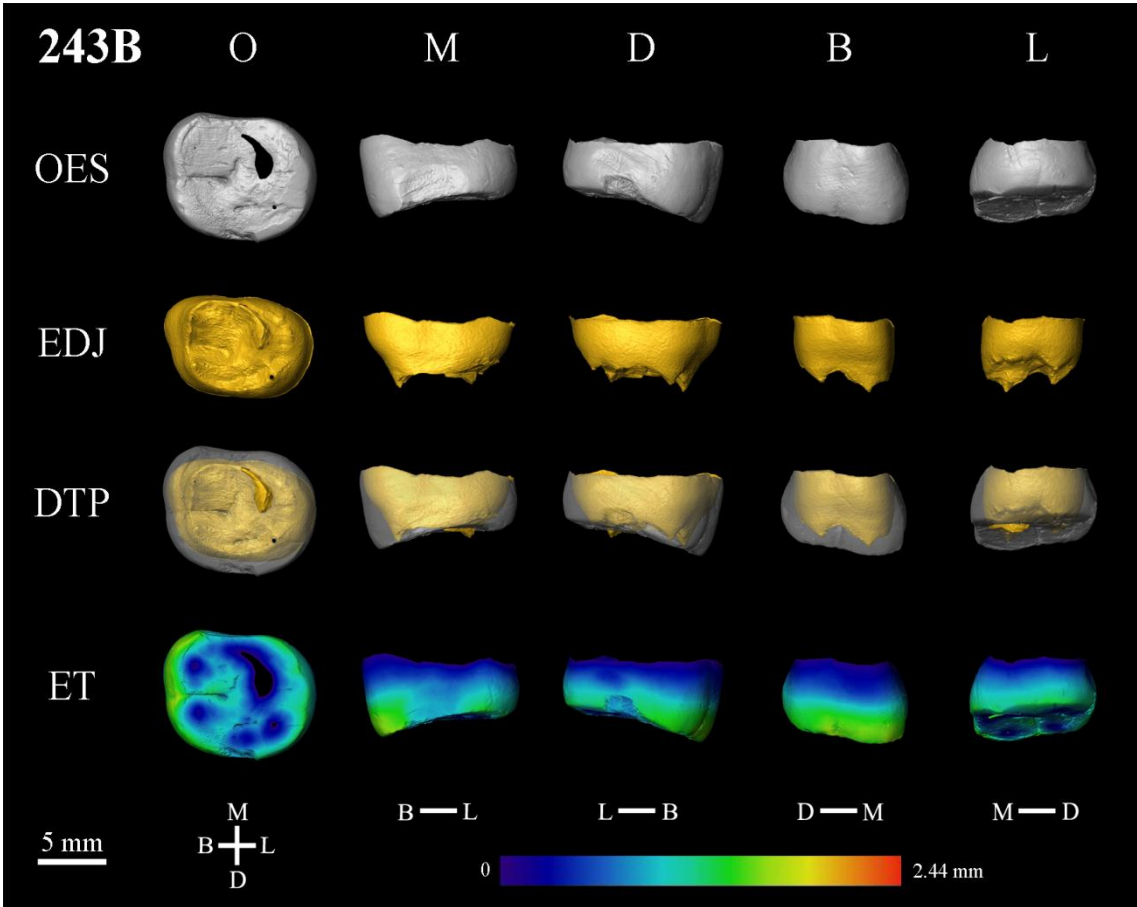 243B O M D B L
OES
EDJ
DTP
ET
M
B L
D
B L
L B
D M
M D
5 mm
0
2.44 mm